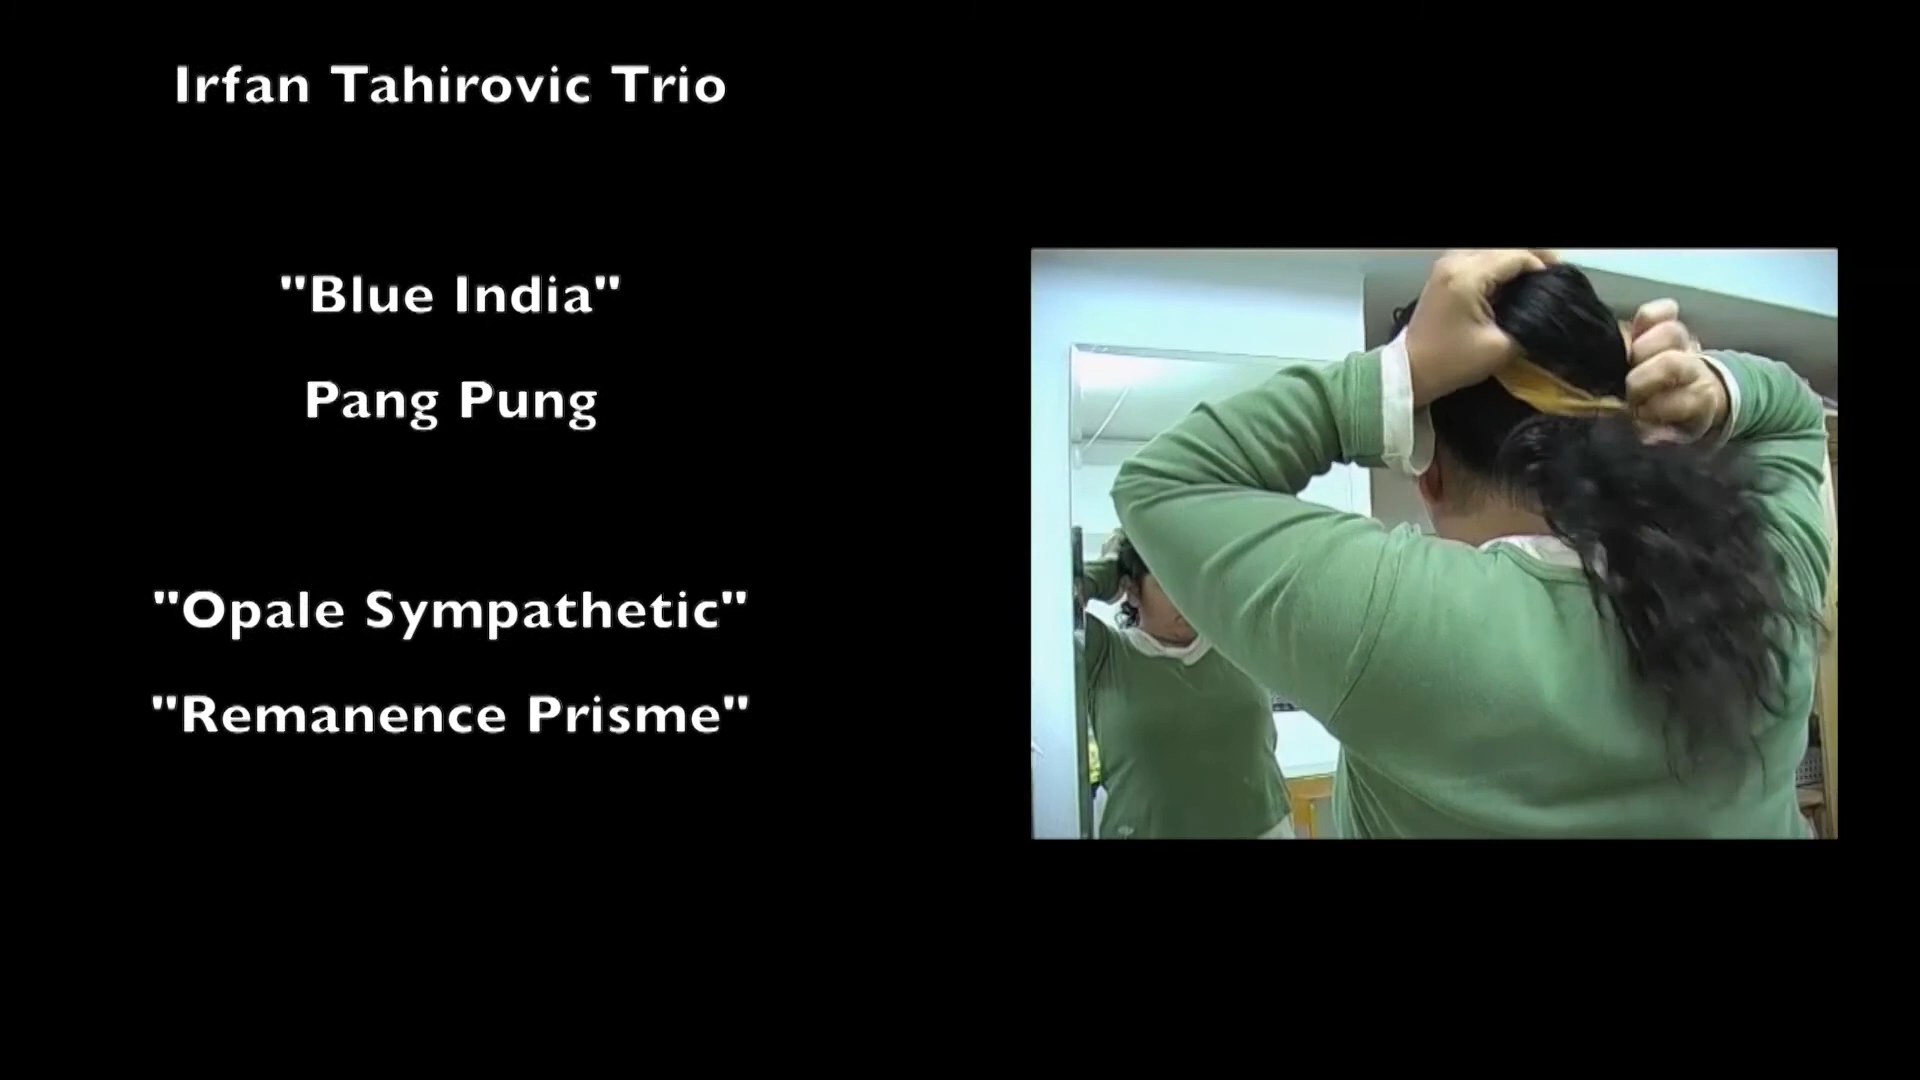 Irfan Tahirovic Trio
"Blue India"
Pang Pung
"Opale Sympathetic"
"Remanence Prisme"